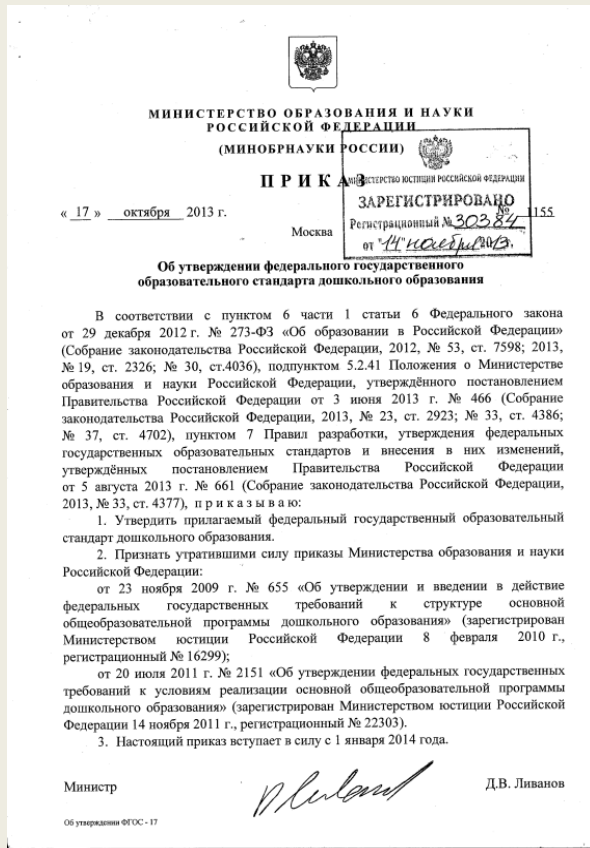 МИНИСТЕРСТВО ОБРАЗОВАНИЯ И НАУКИ
РОССИЙСКОЙ ФЕДЕРАЦИИ
(МИНОБРНАУКИ РОССИИ)
ПРИКАЗ
МИНИСТЕРСТВО ЮСТИЦИИ РОССИЙСКОЙ ФЕДЕРАЦИИ
ЗАРЕГИСТРИРОВАНО
Регистрационный № 30384
от "14" ноября 2013.
« 17 » октября 2013 г.
№ 1155
Москва
Об утверждении федерального государственного
образовательного стандарта дошкольного образования
В соответствии с пунктом 6 части 1 статьи 6 Федерального закона
от 29 декабря 2012 г. № 273-ФЗ «Об образовании в Российской Федерации»
(Собрание законодательства Российской Федерации, 2012, № 53, ст. 7598; 2013,
№ 19, ст. 2326; № 30, ст.4036), подпунктом 5.2.41 Положения о Министерстве
образования и науки Российской Федерации, утверждённого постановлением
Правительства Российской Федерации от 3 июня 2013 г. № 466 (Собрание
законодательства Российской Федерации, 2013, № 23, ст. 2923; № 33, ст. 4386;
№ 37, ст. 4702), пунктом 7 Правил разработки, утверждения федеральных
государственных образовательных стандартов и внесения в них изменений,
утверждённых постановлением Правительства Российской Федерации
от 5 августа 2013 г. № 661 (Собрание законодательства Российской Федерации,
2013, № 33, ст. 4377), п р и к а з ы в а ю:
1. Утвердить прилагаемый федеральный государственный образовательный
стандарт дошкольного образования.
2. Признать утратившими силу приказы Министерства образования и науки
Российской Федерации:
от 23 ноября 2009 г. № 655 «Об утверждении и введении в действие
федеральных государственных требований к структуре основной
общеобразовательной программы дошкольного образования» (зарегистрирован
Министерством юстиции Российской Федерации 8 февраля 2010 г.,
регистрационный № 16299);
от 20 июля 2011 г. № 2151 «Об утверждении федеральных государственных
требований к условиям реализации основной общеобразовательной программы
дошкольного образования» (зарегистрирован Министерством юстиции Российской
Федерации 14 ноября 2011 г., регистрационный № 22303).
3. Настоящий приказ вступает в силу с 1 января 2014 года.
Министр
Д.В. Ливанов
Об утверждении ФГОС - 17